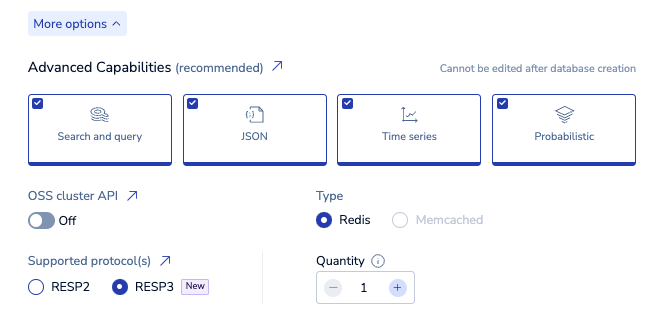 More options
Advanced Capabilities (recommended)
Cannot be edited after database creation
Search and query
{;}
JSON
Time series
Probabilistic
OSS cluster API
Type
Off
Redis
Memcached
Supported protocol(s)
Quantity
RESP2
RESP3
New
1